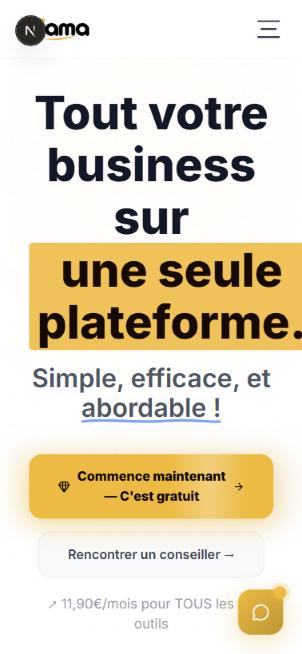 N
ama
Tout votre
business
sur
une seule
plateforme.
Simple, efficace, et
abordable !
Commence maintenant
— C'est gratuit →
Rencontrer un conseiller →
↗ 11,90€/mois pour TOUS les
outils